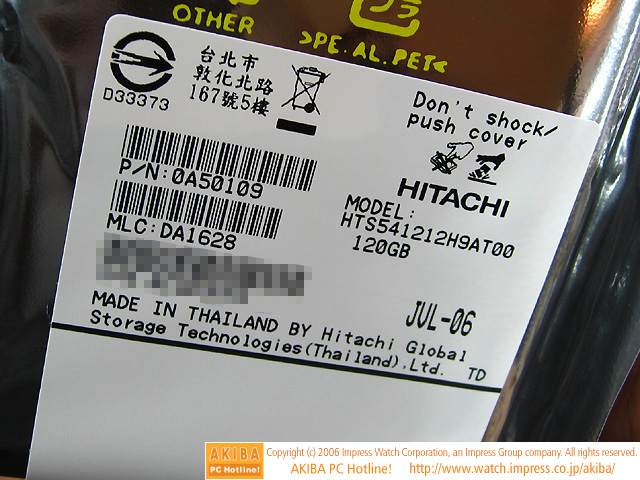 OTHER
>PE.AL.PET<
プラ
D33373
台北市
敦化北路
167號5樓
Don't shock/
push cover
P/N:0A50109
HITACHI
MLC:DA1628
MODEL:
HTS541212H9AT00
120GB
JUL-06
MADE IN THAILAND BY Hitachi Global
Storage Technologies(Thailand),Ltd. TD
AKIBA
PC Hotline!
Copyright (c) 2006 Impress Watch Corporation, an Impress Group company. All rights reserved.
AKIBA PC Hotline! http://www.watch.impress.co.jp/akiba/